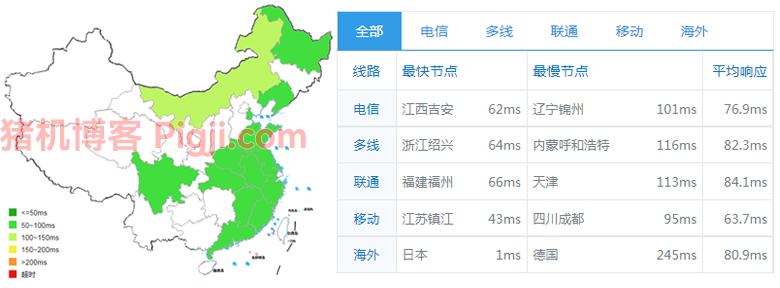 全部 电信 多线 联通 移动 海外
线路 最快节点 最慢节点 平均响应
电信 江西吉安 62ms 辽宁锦州 101ms 76.9ms
多线 浙江绍兴 64ms 内蒙呼和浩特 116ms 82.3ms
联通 福建福州 66ms 天津 113ms 84.1ms
移动 江苏镇江 43ms 四川成都 95ms 63.7ms
海外 日本 1ms 德国 245ms 80.9ms
猪机博客 Pigji.com
<=50ms
50~100ms
100~150ms
150~200ms
>200ms
超时